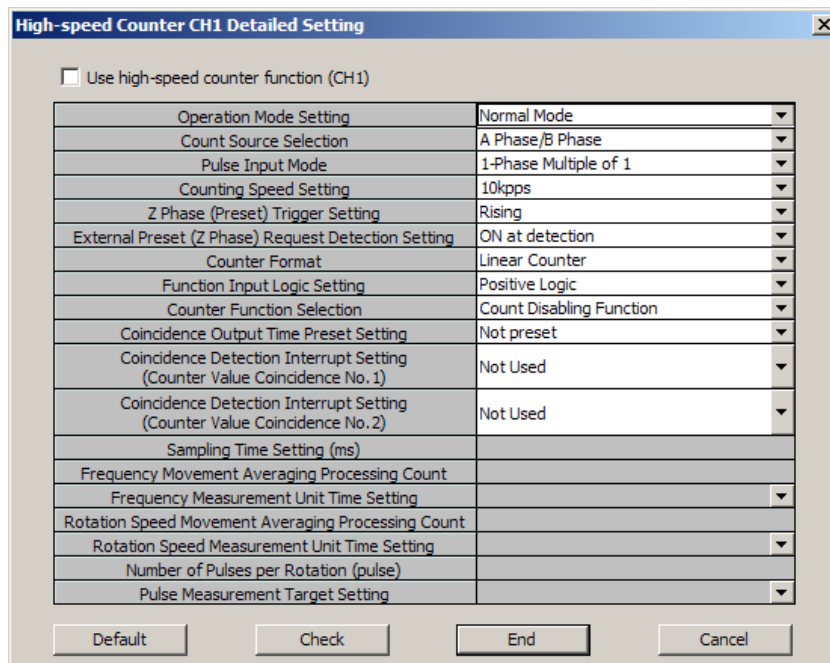 High-speed Counter CH1 Detailed Setting
Use high-speed counter function (CH1)
Operation Mode Setting Normal Mode
Count Source Selection A Phase/B Phase
Pulse Input Mode 1-Phase Multiple of 1
Counting Speed Setting 10kpps
Z Phase (Preset) Trigger Setting Rising
External Preset (Z Phase) Request Detection Setting ON at detection
Counter Format Linear Counter
Function Input Logic Setting Positive Logic
Counter Function Selection Count Disabling Function
Coincidence Output Time Preset Setting Not preset
Coincidence Detection Interrupt Setting
(Counter Value Coincidence No.1) Not Used
Coincidence Detection Interrupt Setting
(Counter Value Coincidence No.2) Not Used
Sampling Time Setting (ms)
Frequency Movement Averaging Processing Count
Frequency Measurement Unit Time Setting
Rotation Speed Movement Averaging Processing Count
Rotation Speed Measurement Unit Time Setting
Number of Pulses per Rotation (pulse)
Pulse Measurement Target Setting
Default Check End Cancel